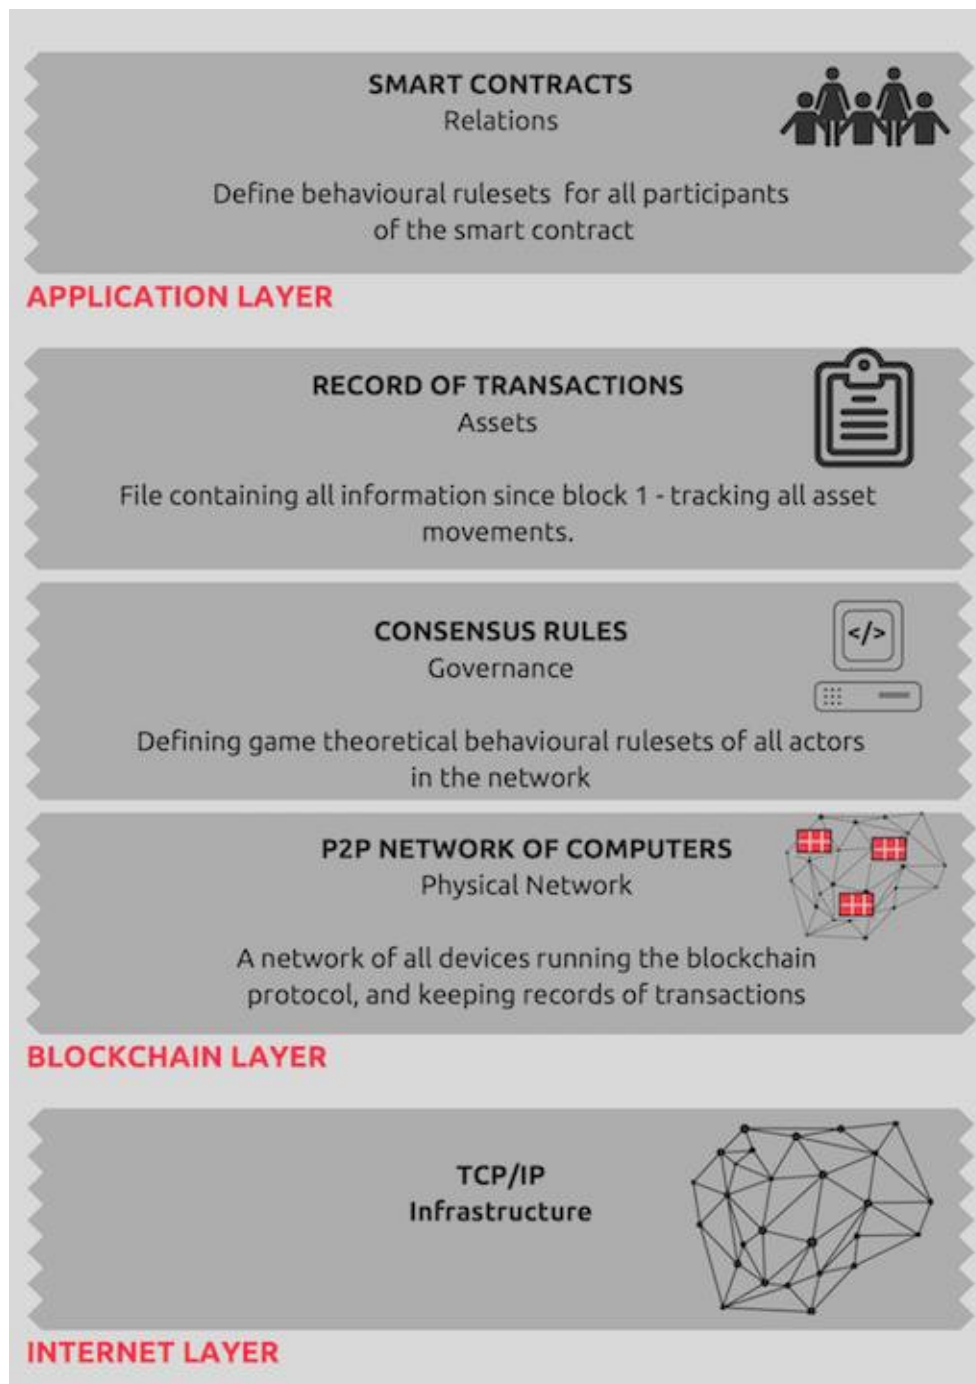 SMART CONTRACTS
Relations
Define behavioural rulesets for all participants
of the smart contract
APPLICATION LAYER
RECORD OF TRANSACTIONS
Assets
File containing all information since block 1 - tracking all asset
movements.
CONSENSUS RULES
Governance
</>
Defining game theoretical behavioural rulesets of all actors
in the network
P2P NETWORK OF COMPUTERS
Physical Network
A network of all devices running the blockchain
protocol, and keeping records of transactions
BLOCKCHAIN LAYER
TCP/IP
Infrastructure
INTERNET LAYER